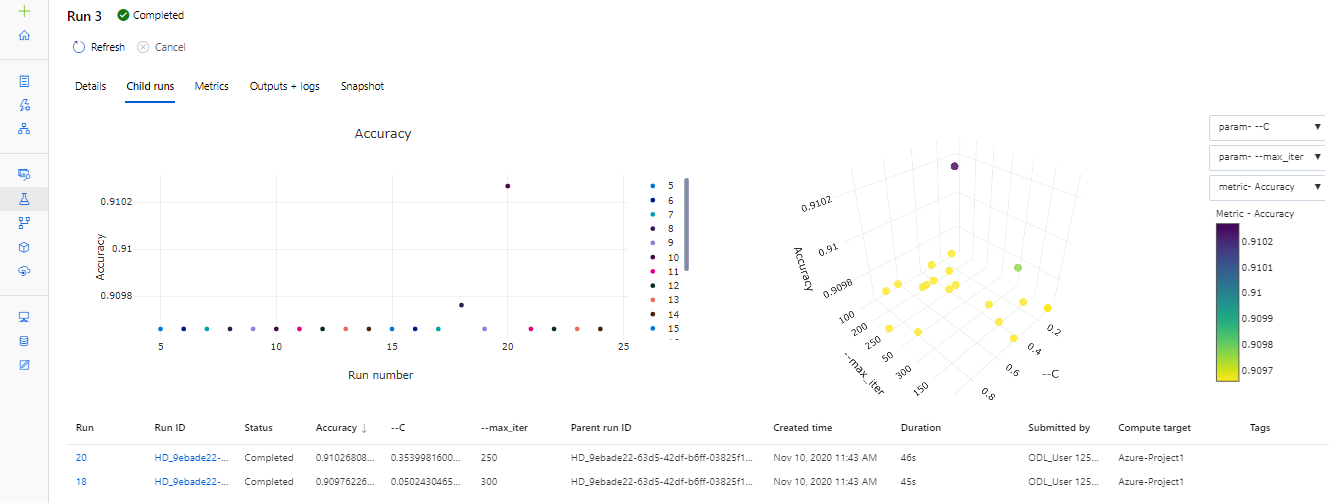 Run 3 Completed
Refresh Cancel
Details Child runs Metrics Outputs + logs Snapshot
Accuracy
0.9102
0.91
0.9098
Accuracy
5 10 15 20 25
Run number
5
6
7
8
9
10
11
12
13
14
15
0.9102
0.91
0.9098
Accuracy
100
200
250
50
300
150
--max_iter
0.2
0.4
0.6
0.8
--C
param- --C
param- --max_iter
metric- Accuracy
Metric - Accuracy
0.9102
0.9101
0.91
0.9099
0.9098
0.9097
Run Run ID Status Accuracy ↓ --C --max_iter Parent run ID Created time Duration Submitted by Compute target Tags
20 HD_9ebade22-... Completed 0.91026808... 0.3539981600... 250 HD_9ebade22-63d5-42df-b6ff-03825f1... Nov 10, 2020 11:43 AM 46s ODL_User 125... Azure-Project1
18 HD_9ebade22-... Completed 0.90976226... 0.0502430465... 300 HD_9ebade22-63d5-42df-b6ff-03825f1... Nov 10, 2020 11:43 AM 45s ODL_User 125... Azure-Project1